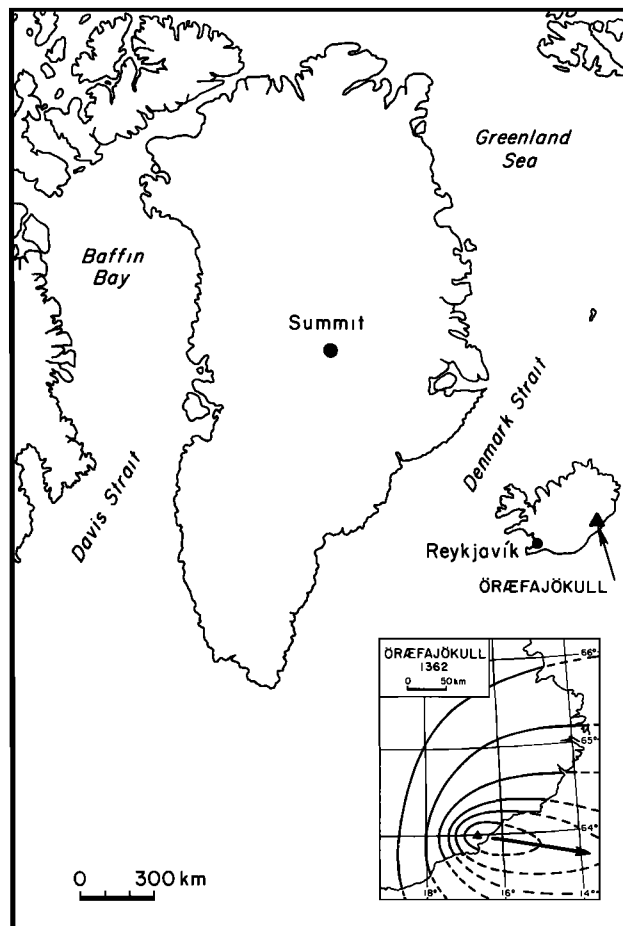 Greenland
Sea
Baffin
Bay
Summit
Denmark Strait
Davis Strait
Reykjavík
ÖRÆFAJÖKULL
ÖRÆFAJÖKULL
1362
0 50km
66°
65°
64°
18° 16° 14°
0 300 km